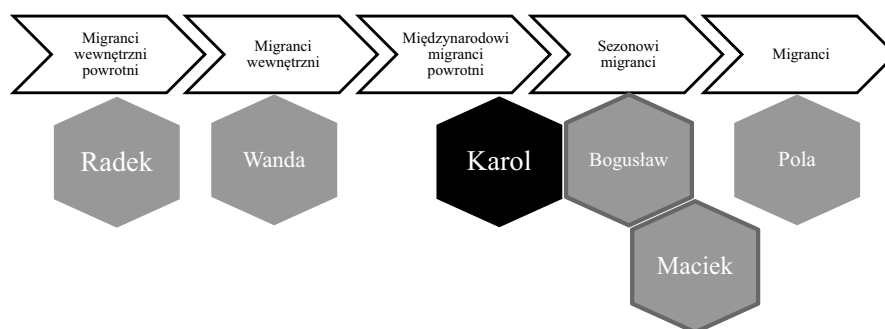 Migranci
wewnętrzni
powrotni
Migranci
wewnętrzni
Międzynarodowi
migranci
powrotni
Sezonowi
migranci
Migranci
Radek
Wanda
Karol
Bogusław
Pola
Maciek